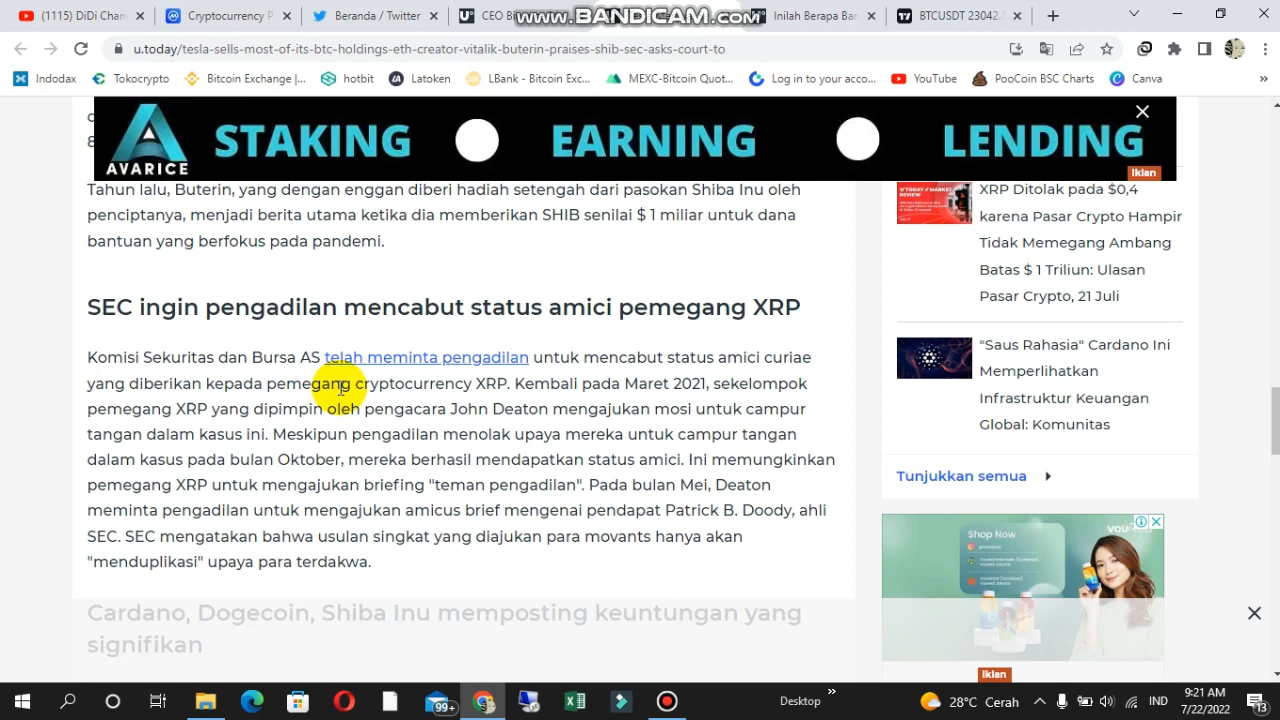 (1115) DiDi Chan
Cryptocurrency P
Beranda / Twitter
CEO Bi
www.BANDICAM.com
Inilah Berapa Ban
BTCUSDT 23042.
u.today/tesla-sells-most-of-its-btc-holdings-eth-creator-vitalik-buterin-praises-shib-sec-asks-court-to
Indodax
Tokocrypto
Bitcoin Exchange |...
hotbit
Latoken
LBank - Bitcoin Exc...
MEXC-Bitcoin Quot...
Log in to your acco...
YouTube
PooCoin BSC Charts
Canva
»
AVARICE
STAKING
EARNING
LENDING
Iklan
Tahun lalu, Buterin, yang dengan enggan diberi hadiah setengah dari pasokan Shiba Inu oleh
penciptanya, menjadi berita utama ketika dia memberikan SHIB senilai $ 1 miliar untuk dana
bantuan yang berfokus pada pandemi.
SEC ingin pengadilan mencabut status amici pemegang XRP
Komisi Sekuritas dan Bursa AS telah meminta pengadilan untuk mencabut status amici curiae
yang diberikan kepada pemegang cryptocurrency XRP. Kembali pada Maret 2021, sekelompok
pemegang XRP yang dipimpin oleh pengacara John Deaton mengajukan mosi untuk campur
tangan dalam kasus ini. Meskipun pengadilan menolak upaya mereka untuk campur tangan
dalam kasus pada bulan Oktober, mereka berhasil mendapatkan status amici. Ini memungkinkan
pemegang XRP untuk mengajukan briefing "teman pengadilan". Pada bulan Mei, Deaton
meminta pengadilan untuk mengajukan amicus brief mengenai pendapat Patrick B. Doody, ahli
SEC. SEC mengatakan bahwa usulan singkat yang diajukan para movants hanya akan
"menduplikasi" upaya para terdakwa.
Cardano, Dogecoin, Shiba Inu memposting keuntungan yang
signifikan
XRP Ditolak pada $0,4
karena Pasar Crypto Hampir
Tidak Memegang Ambang
Batas $ 1 Triliun: Ulasan
Pasar Crypto, 21 Juli
"Saus Rahasia" Cardano Ini
Memperlihatkan
Infrastruktur Keuangan
Global: Komunitas
Tunjukkan semua
Shop Now
Iklan
99+
Desktop
»
28°C Cerah
IND
9:21 AM
7/22/2022
13